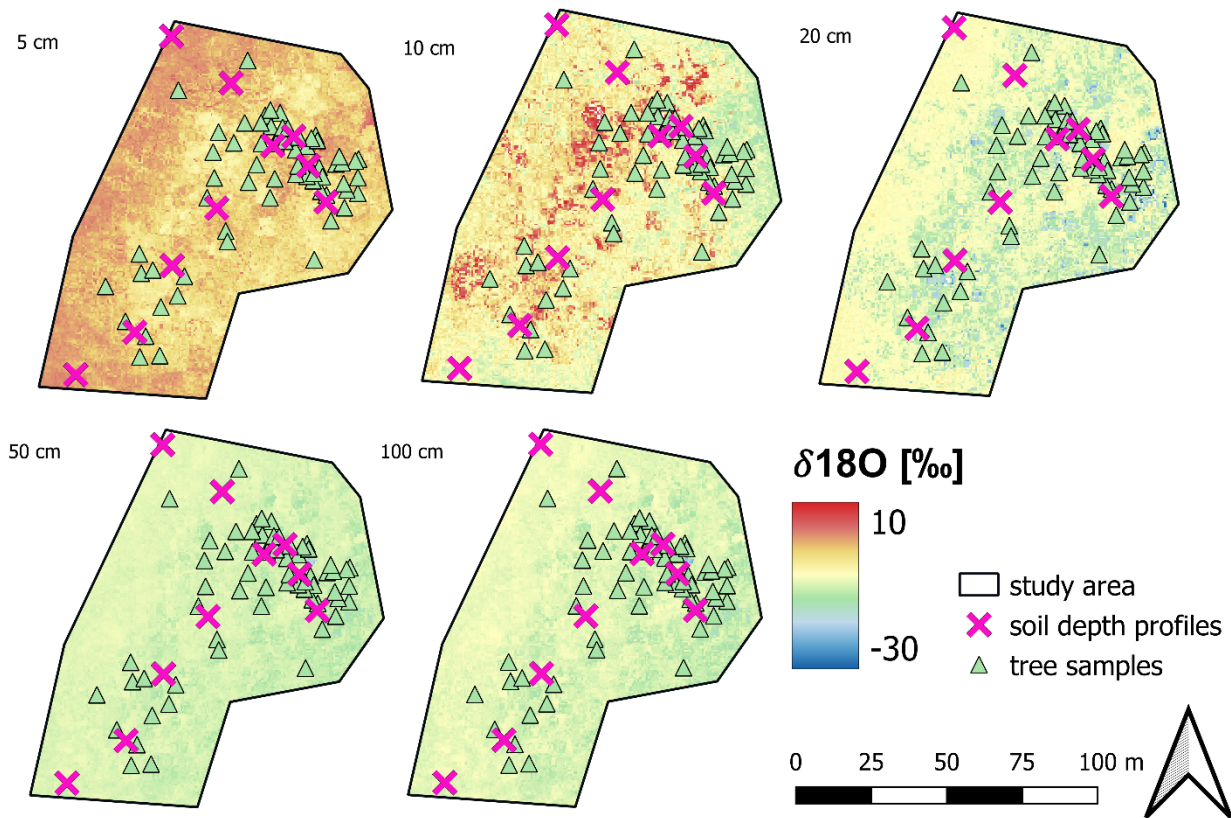 5 cm
10 cm
20 cm
50 cm
100 cm
δ18O [‰]
10
-30
study area
soil depth profiles
tree samples
0 25 50 75 100 m